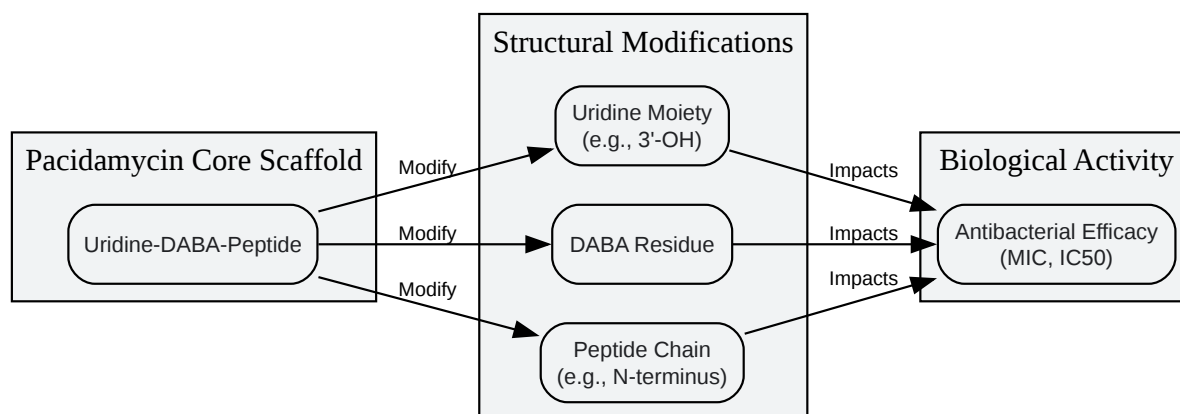 Pacidamycin Core Scaffold
Uridine-DABA-Peptide
Modify
Modify
Modify
Structural Modifications
Uridine Moiety
(e.g., 3'-OH)
DABA Residue
Peptide Chain
(e.g., N-terminus)
Impacts
Impacts
Impacts
Biological Activity
Antibacterial Efficacy
(MIC, IC50)